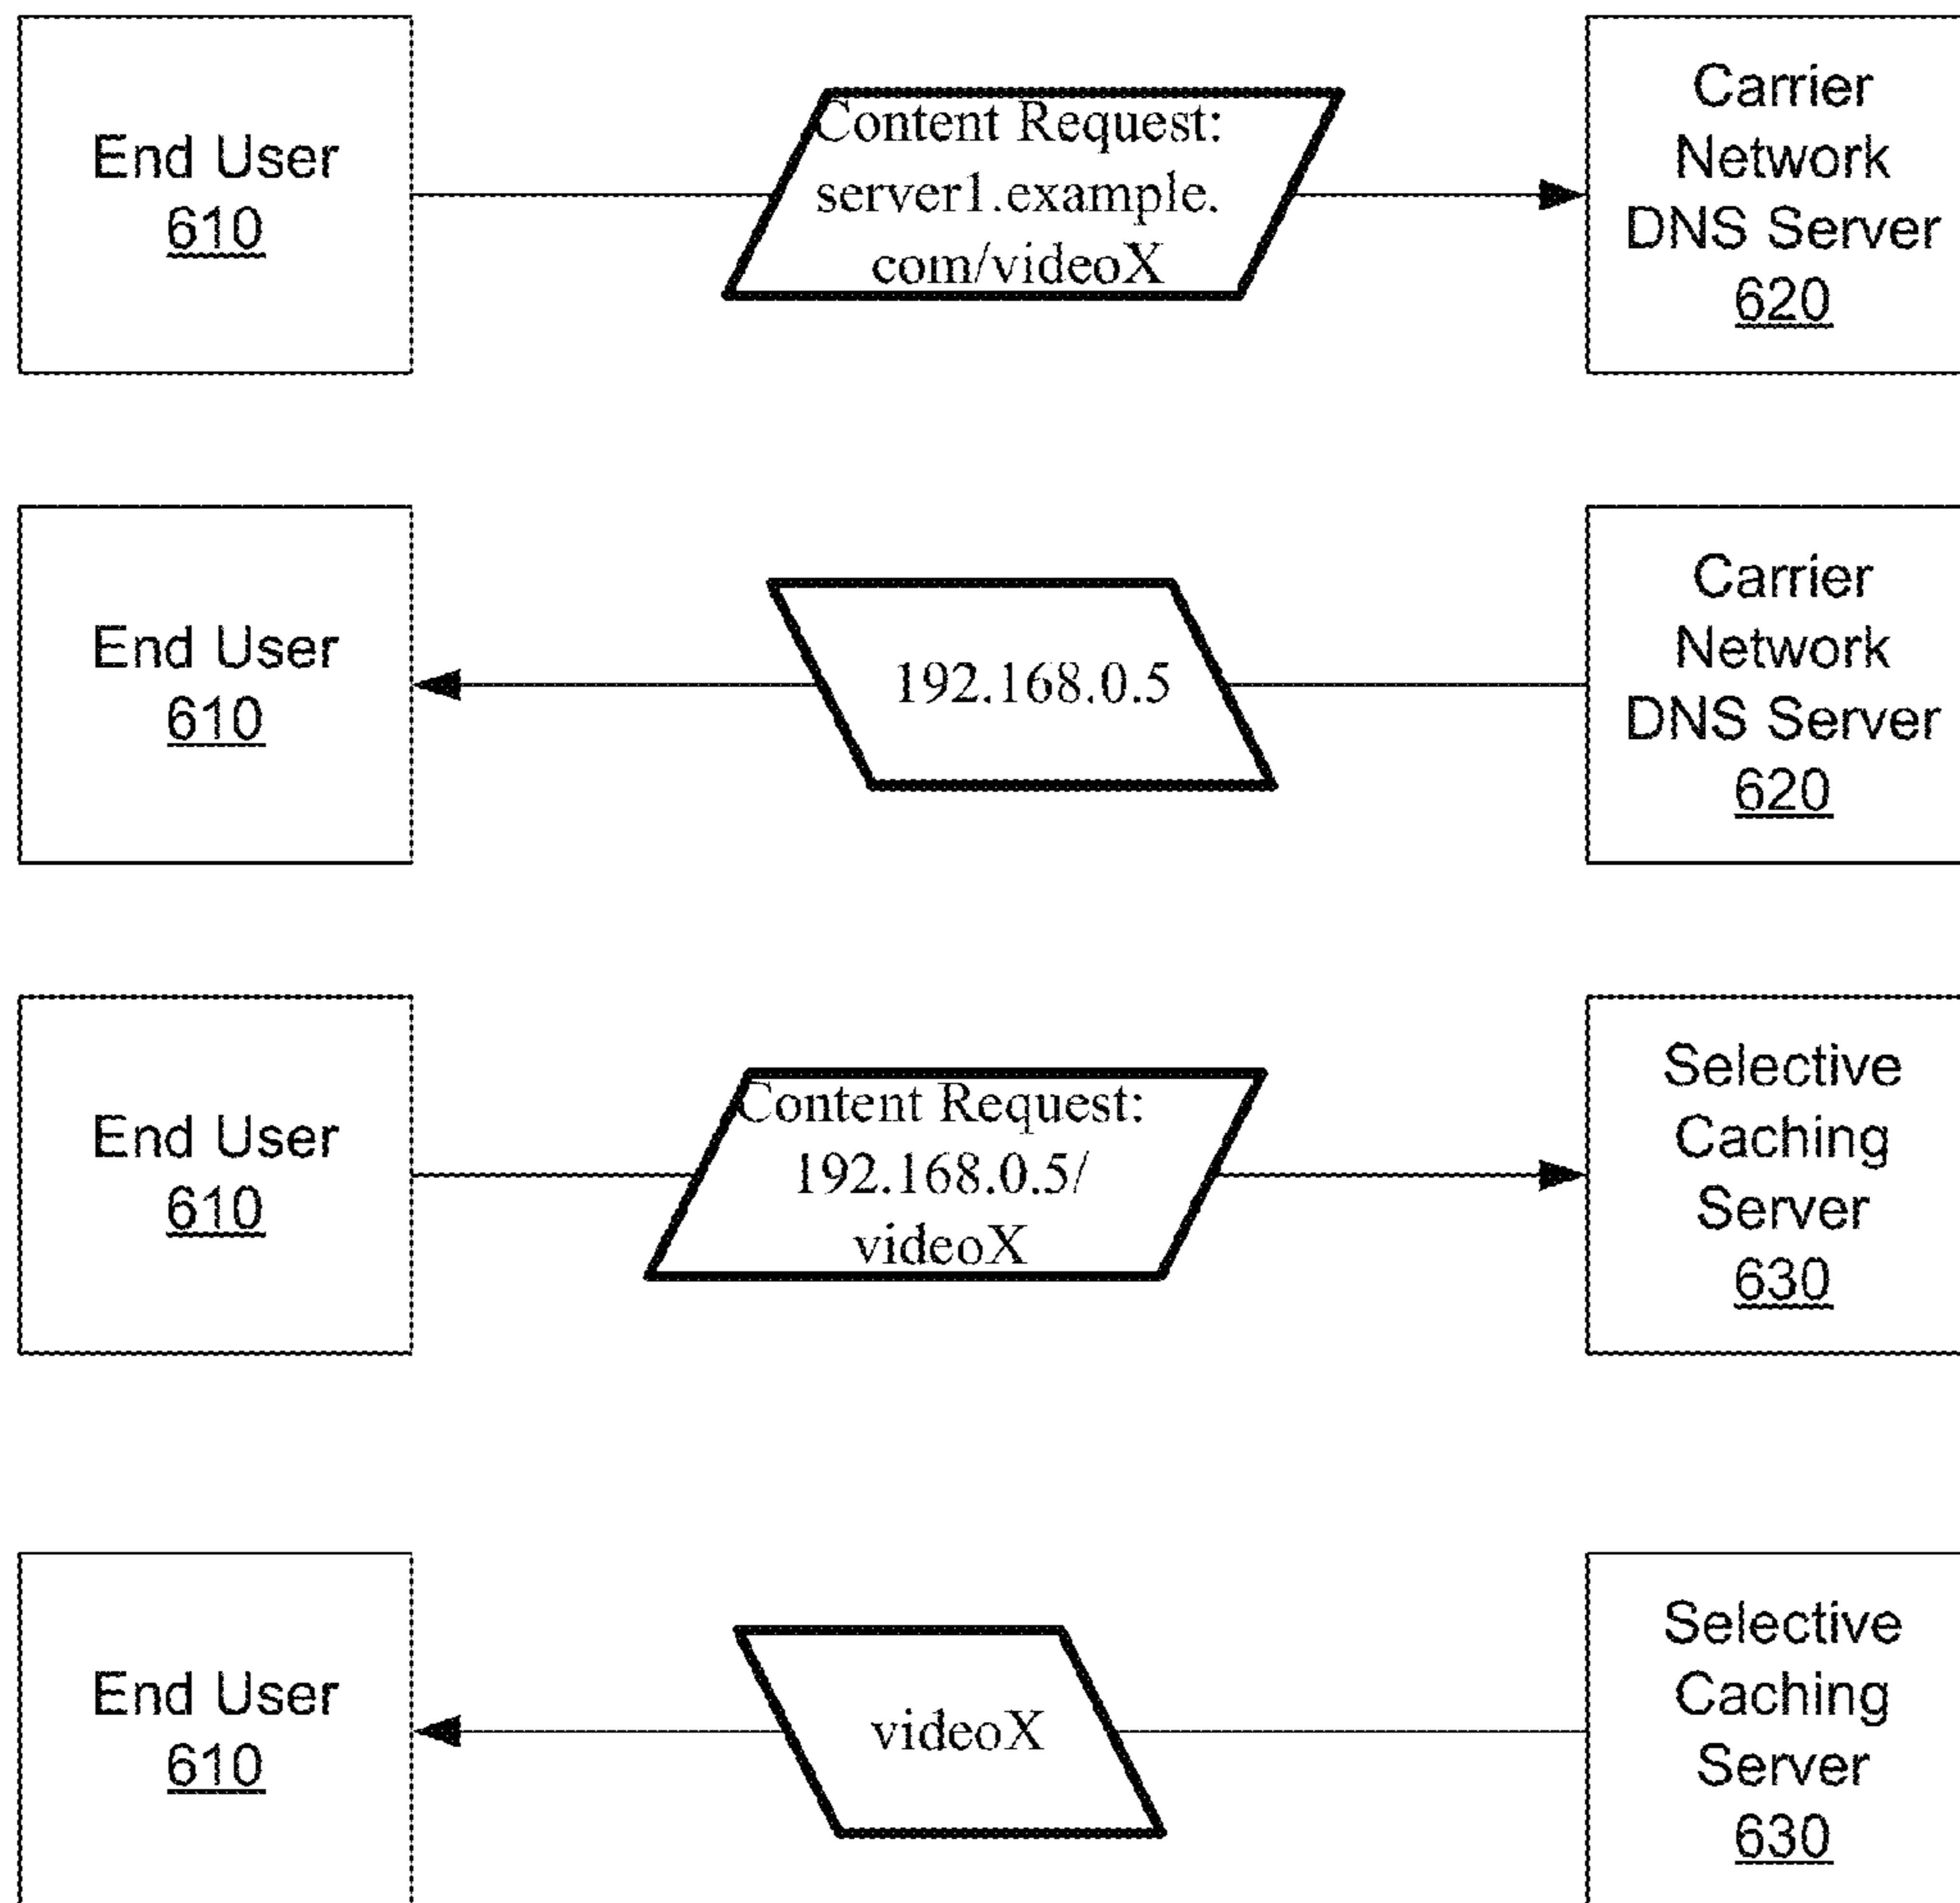 End User
610
Content Request:
server1.example.
com/videoX
Carrier
Network
DNS Server
620
End User
610
192.168.0.5
Carrier
Network
DNS Server
620
End User
610
Content Request:
192.168.0.5/
videoX
Selective
Caching
Server
630
End User
610
videoX
Selective
Caching
Server
630